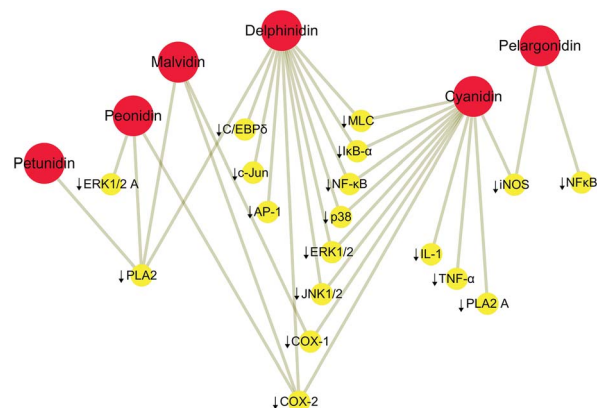 Delphinidin
Pelargonidin
Malvidin
Cyanidin
Peonidin
Petunidin
↓MLC
↓C/EBPδ
↓IκB-α
↓c-Jun
↓NF-κB
↓ERK1/2 A
↓iNOS
↓NFκB
↓AP-1
↓p38
↓ERK1/2
↓IL-1
↓PLA2
↓TNF-α
↓JNK1/2
↓PLA2 A
↓COX-1
↓COX-2